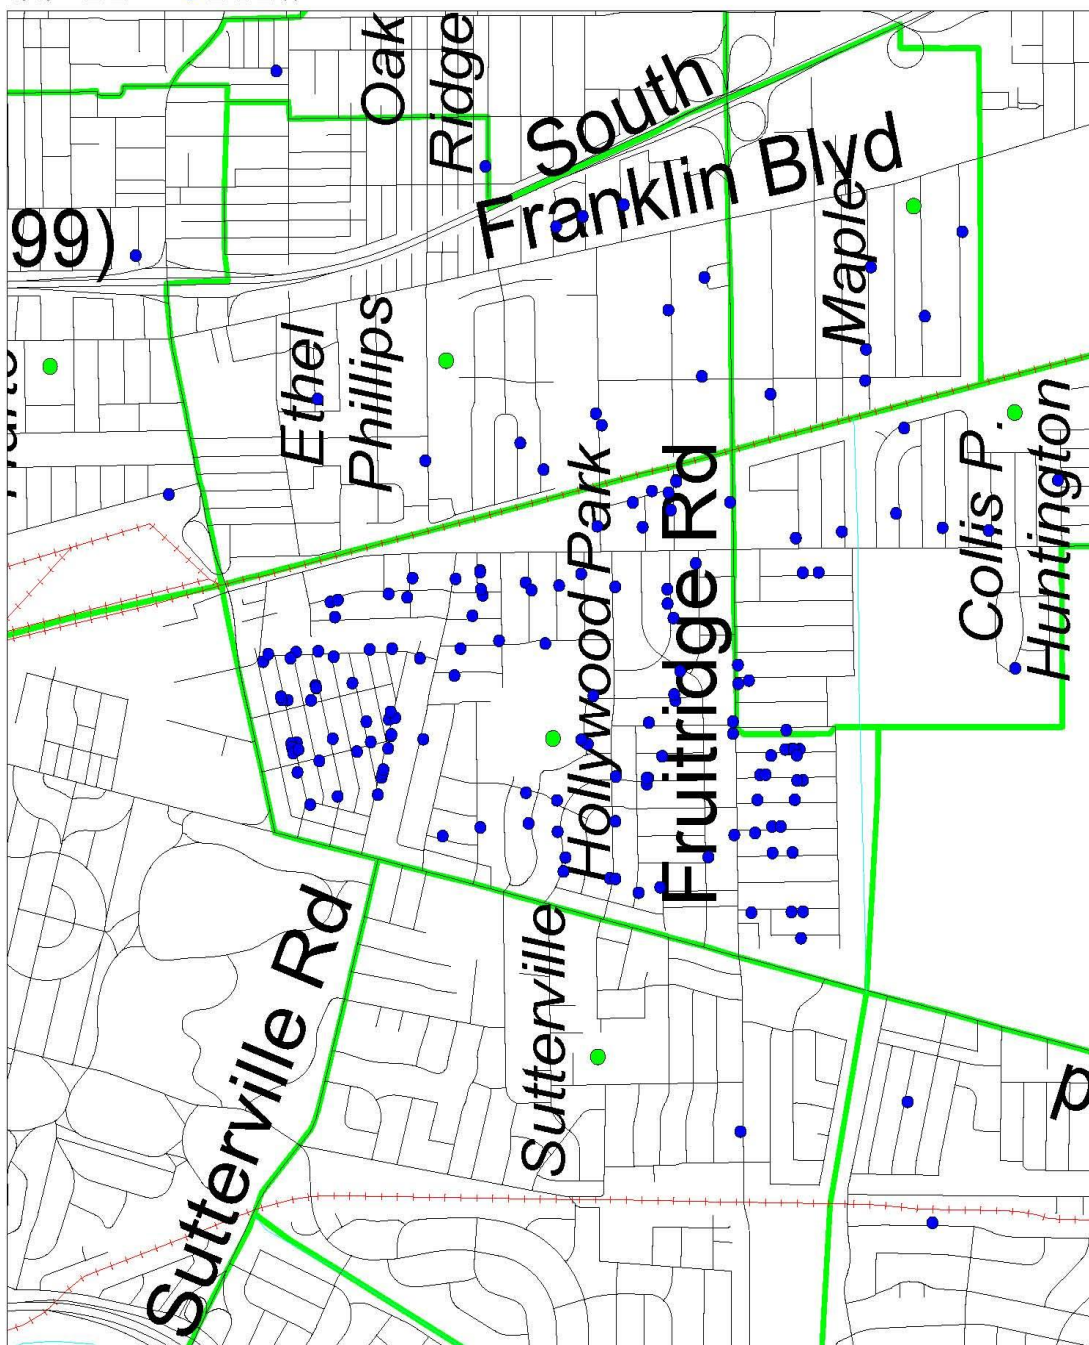 Oak
Ridge
South
Franklin Blvd
99)
Maple
Ethel
Phillips
Collis P.
Huntington
Hollywood Park
Fruitridge Rd
Sutterville
Sutterville Rd